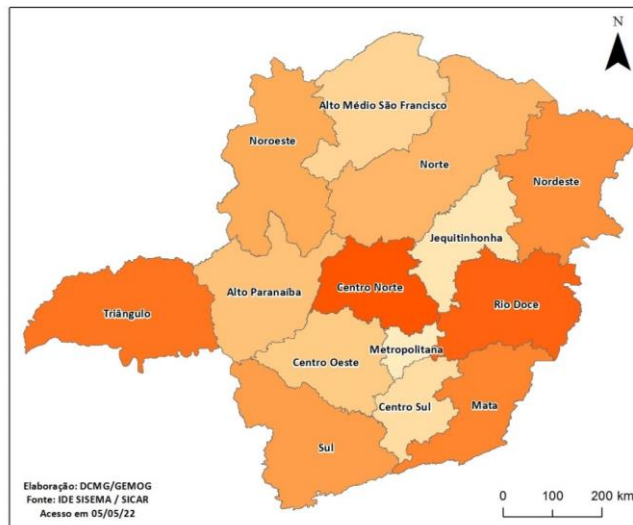 N
Alto Médio São Francisco
Noroeste
Norte
Nordeste
Jequitinhonha
Alto Paranaíba
Centro Norte
Rio Doce
Triângulo
Metropolitana
Centro Oeste
Centro Sul
Mata
Sul
Elaboração: DCMG/GEMOG
Fonte: IDE SISEMA / SICAR
Acesso em 05/05/22
0 100 200 km